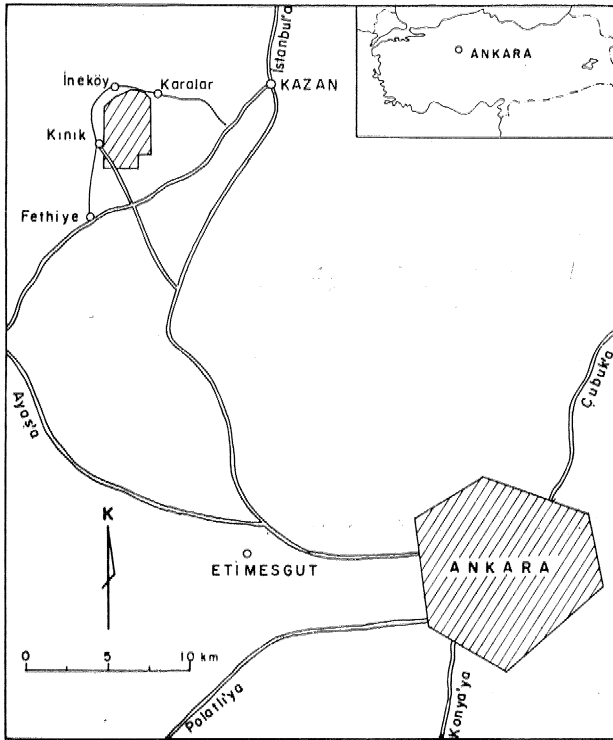 İstanbul'a
ANKARA
İneköy
Karalar
KAZAN
Kınık
Fethiye
Ayaş'a
Çubuk'a
K
ETİMESGUT
ANKARA
0 5 10 km
Polatlı'ya
Konya'ya